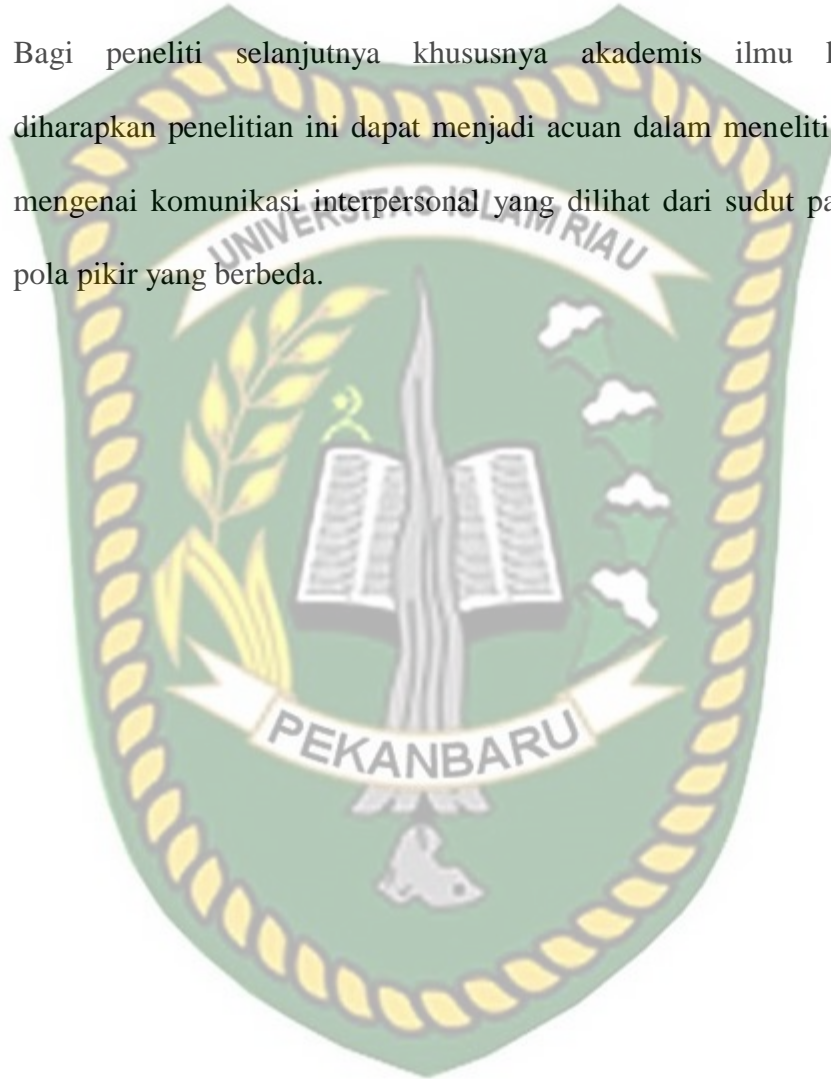 Bagi peneliti selanjutnya khususnya akademis ilmu
diharapkan penelitian ini dapat menjadi acuan dalam meneliti
mengenai komunikasi interpersonal yang dilihat dari sudut
pola pikir yang berbeda.
UNIVERSITAS ISLAM RIAU
PEKANBARU